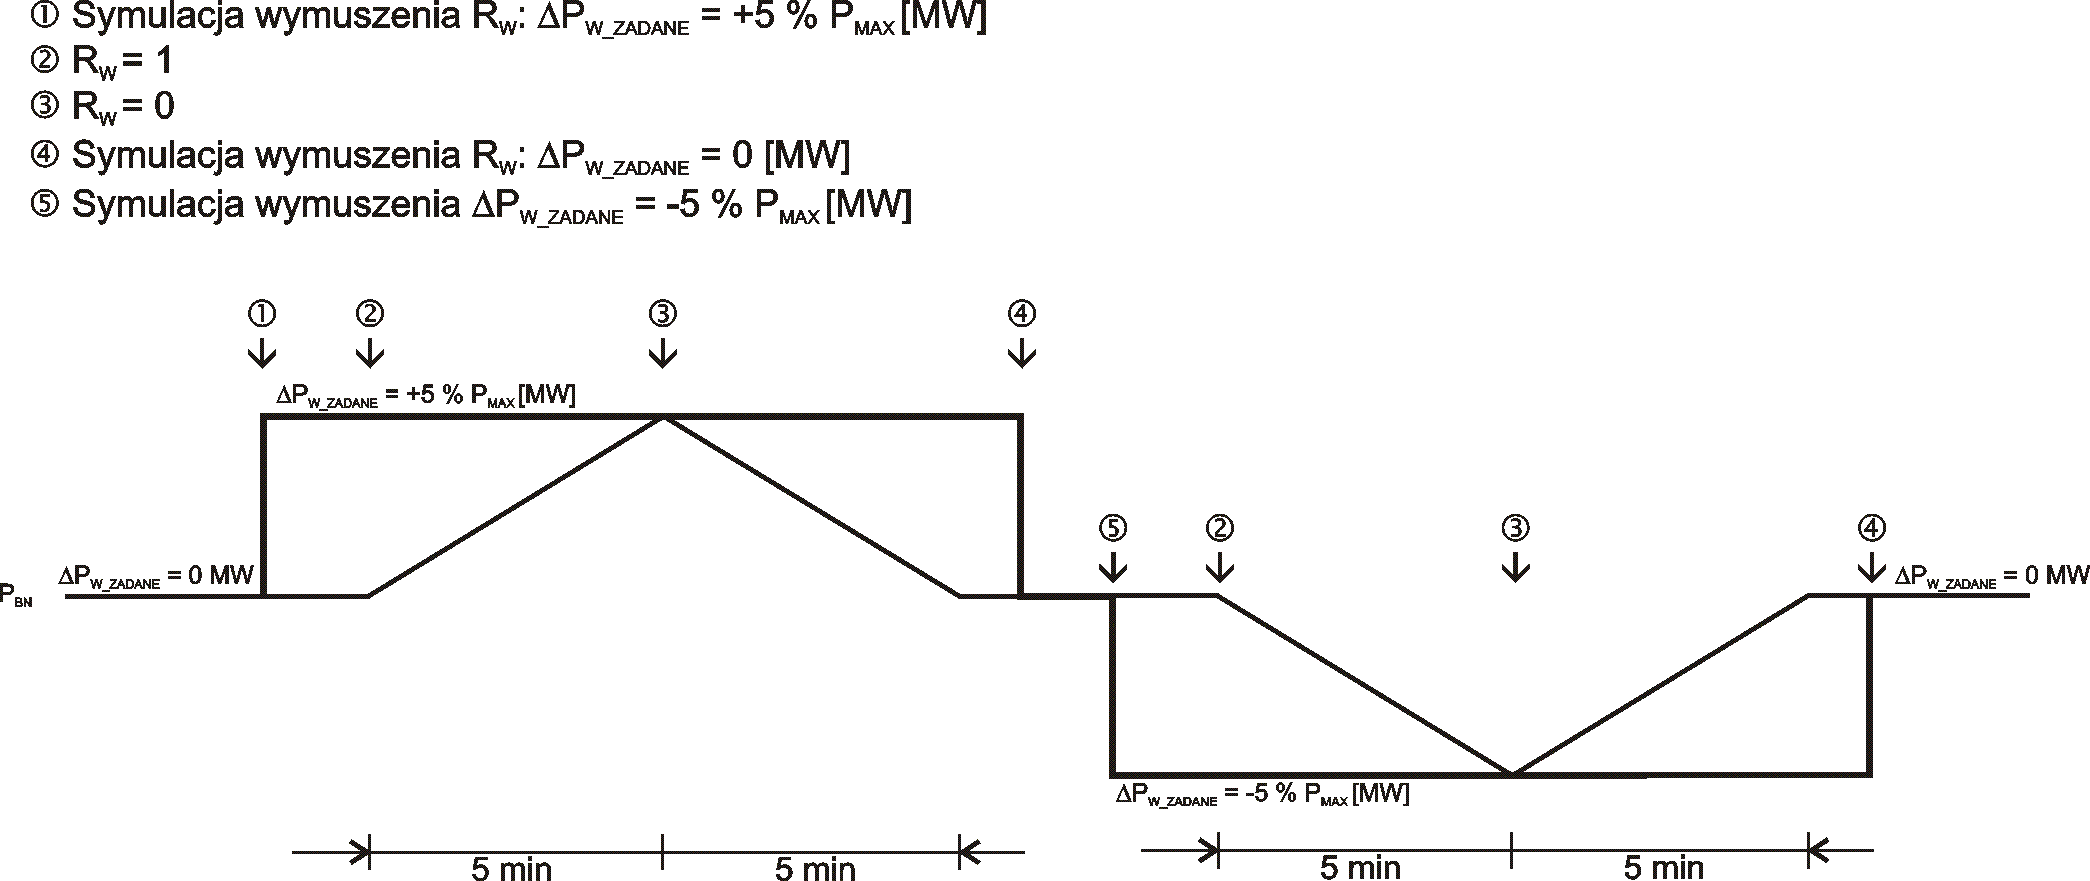 ① Symulacja wymuszenia RW: ΔPW_ZADANE = +5 % PMAX [MW]
② RW = 1
③ RW = 0
④ Symulacja wymuszenia RW: ΔPW_ZADANE = 0 [MW]
⑤ Symulacja wymuszenia ΔPW_ZADANE = -5 % PMAX [MW]
① ② ③ ④
ΔPW_ZADANE = +5 % PMAX [MW]
⑤ ② ③ ④
PBN ΔPW_ZADANE = 0 MW
ΔPW_ZADANE = 0 MW
ΔPW_ZADANE = -5 % PMAX [MW]
5 min 5 min 5 min 5 min